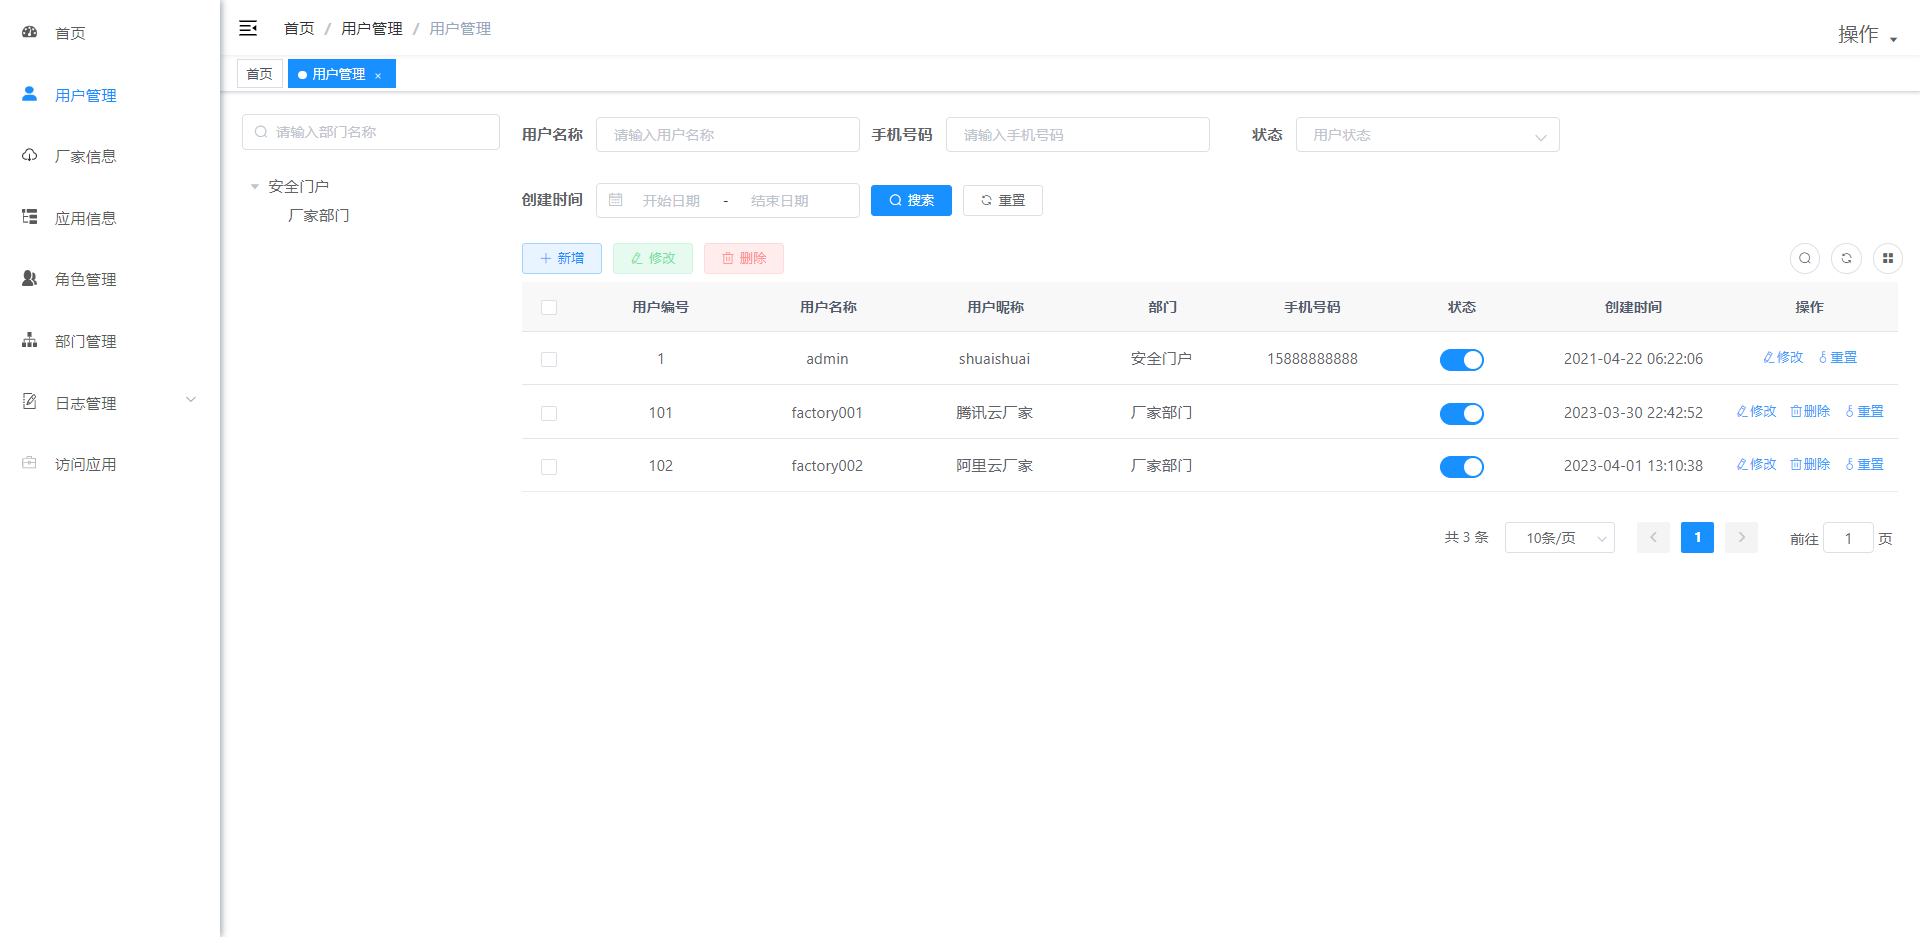 首页
用户管理
厂家信息
应用信息
角色管理
部门管理
日志管理
访问应用
首页 / 用户管理 / 用户管理
操作
首页
用户管理 ×
请输入部门名称
安全门户
厂家部门
用户名称 请输入用户名称 手机号码 请输入手机号码 状态 用户状态
创建时间 开始日期 - 结束日期 搜索 重置
新增 修改 删除
用户编号 用户名称 用户昵称 部门 手机号码 状态 创建时间 操作
1 admin shuaishuai 安全门户 15888888888 2021-04-22 06:22:06 修改 重置
101 factory001 腾讯云厂家 厂家部门 2023-03-30 22:42:52 修改 删除 重置
102 factory002 阿里云厂家 厂家部门 2023-04-01 13:10:38 修改 删除 重置
共 3 条 10条/页 1 前往 1 页